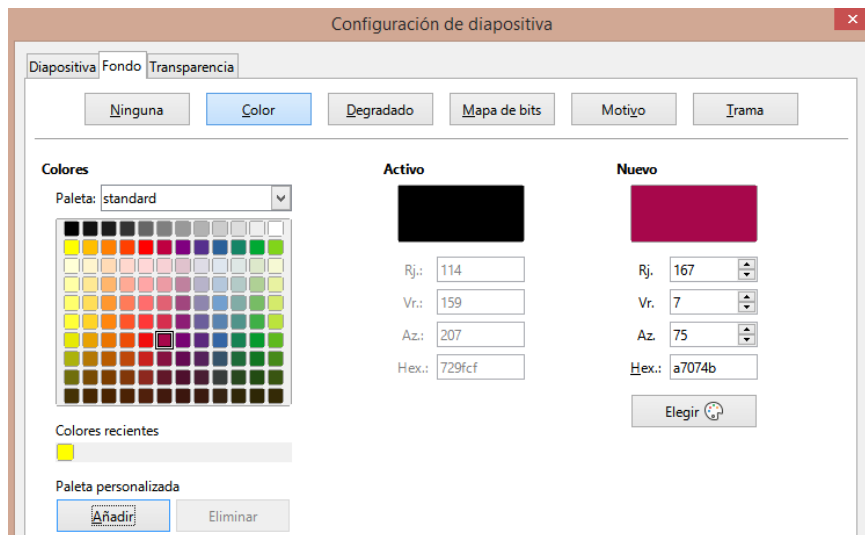 Configuración de diapositiva
Diapositiva Fondo Transparencia
Ninguna Color Degradado Mapa de bits Motivo Trama
Colores Activo Nuevo
Paleta: standard
Rj.: 114 Rj. 167
Vr.: 159 Vr. 7
Az.: 207 Az. 75
Hex.: 729fcf Hex.: a7074b
Elegir
Colores recientes
Paleta personalizada
Añadir Eliminar